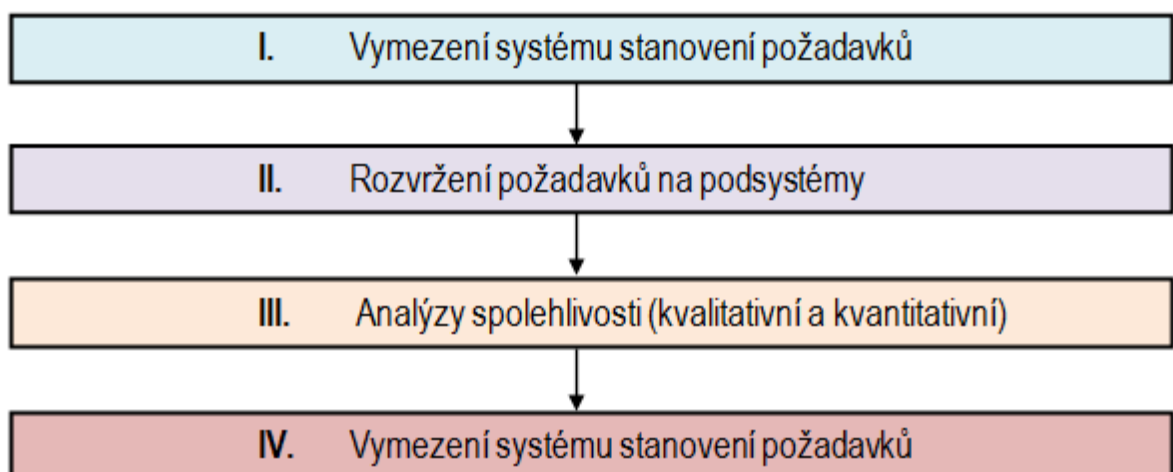 I. Vymezení systému stanovení požadavků
II. Rozvržení požadavků na podsystémy
III. Analýzy spolehlivosti (kvalitativní a kvantitativní)
IV. Vymezení systému stanovení požadavků